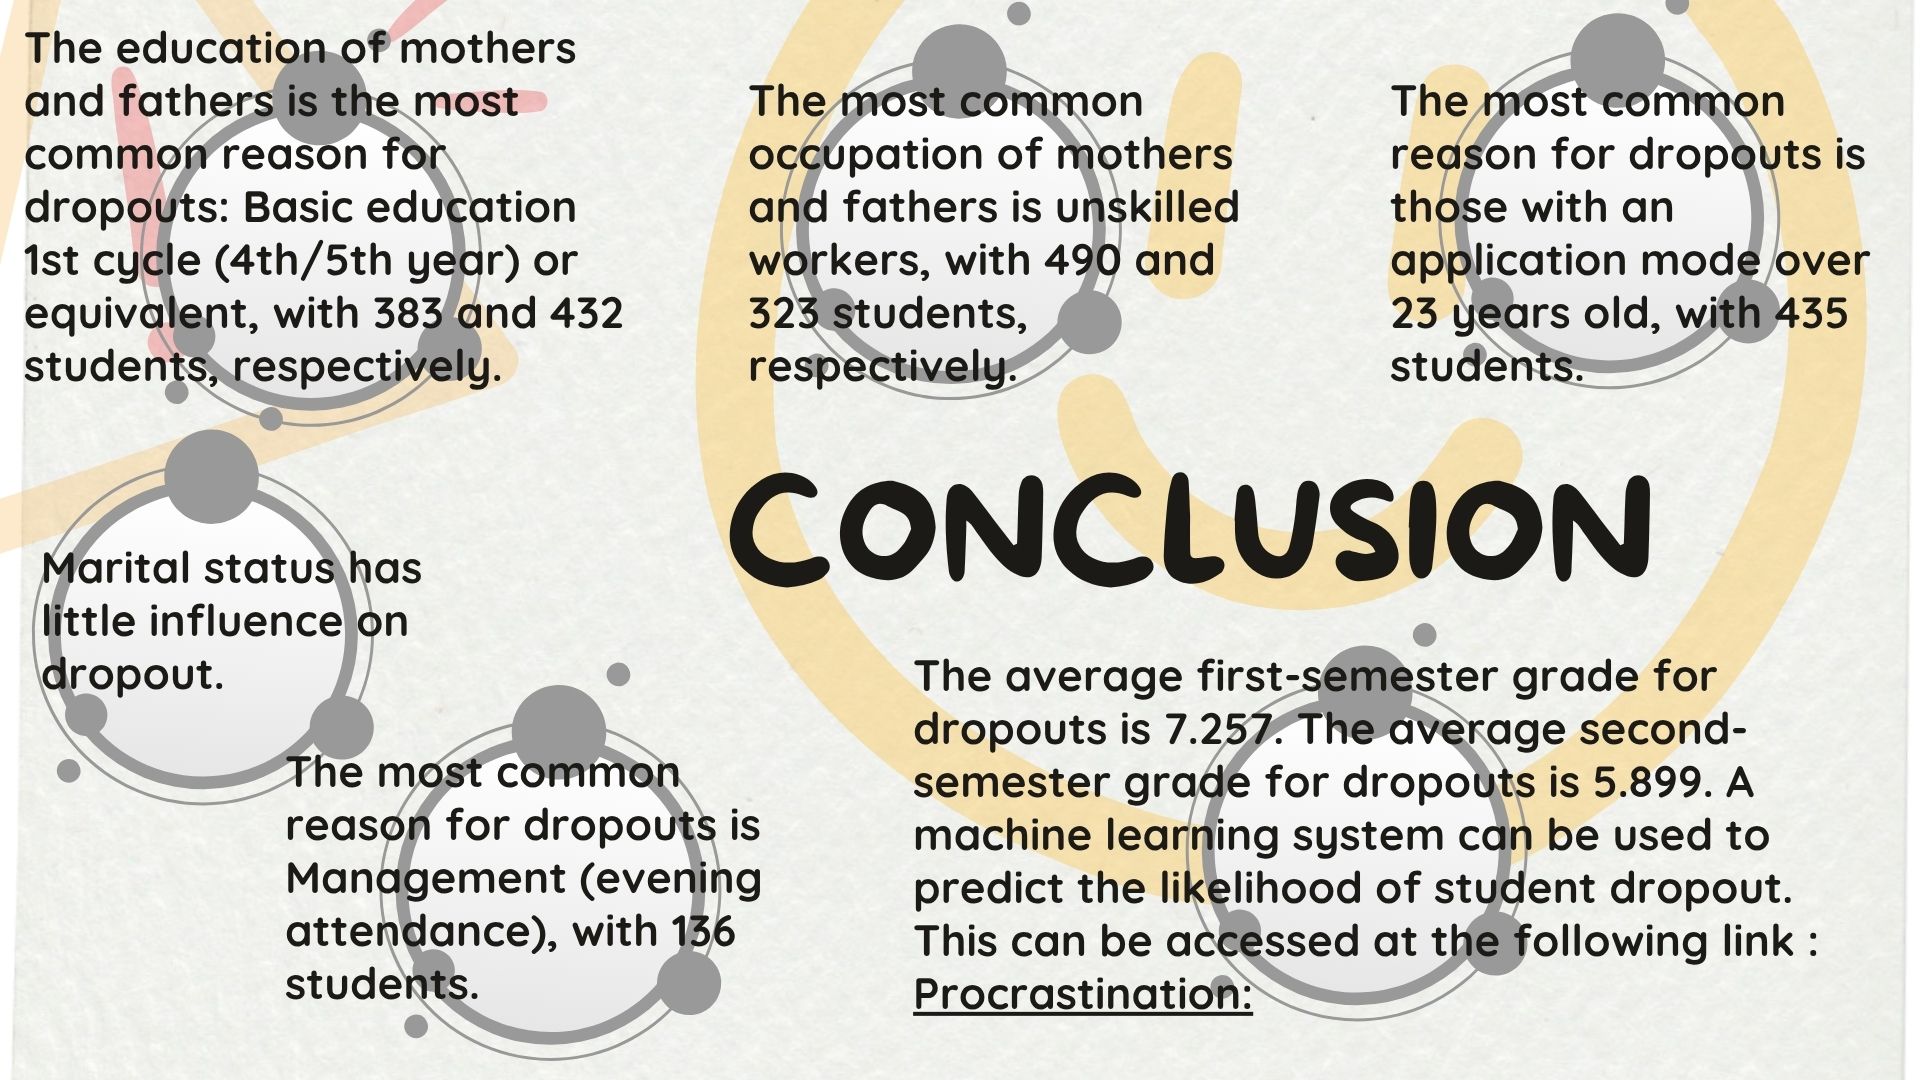 The education of mothers
and fathers is the most
common reason for
dropouts: Basic education
1st cycle (4th/5th year) or
equivalent, with 383 and 432
students, respectively.
The most common
occupation of mothers
and fathers is unskilled
workers, with 490 and
323 students,
respectively.
The most common
reason for dropouts is
those with an
application mode over
23 years old, with 435
students.
CONCLUSION
Marital status has
little influence on
dropout.
The most common
reason for dropouts is
Management (evening
attendance), with 136
students.
The average first-semester grade for
dropouts is 7.257. The average second-
semester grade for dropouts is 5.899. A
machine learning system can be used to
predict the likelihood of student dropout.
This can be accessed at the following link :
Procrastination: